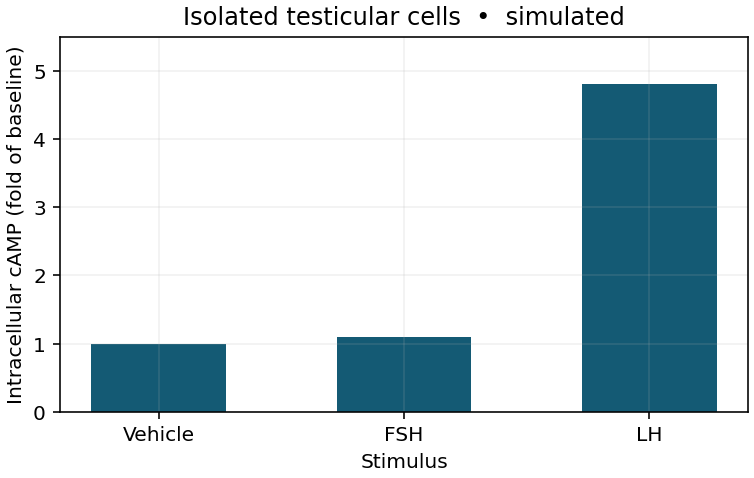 Isolated testicular cells • simulated
Intracellular cAMP (fold of baseline)
5
4
3
2
1
0
Vehicle FSH LH
Stimulus